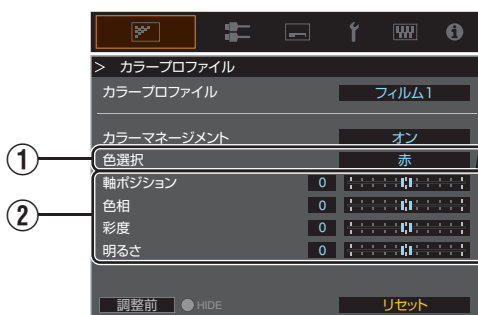 > カラープロファイル
カラープロファイル フィルム1
カラーマネージメント オン
① 色選択 赤
② 軸ポジション 0
色相 0
彩度 0
明るさ 0
調整前 HIDE リセット